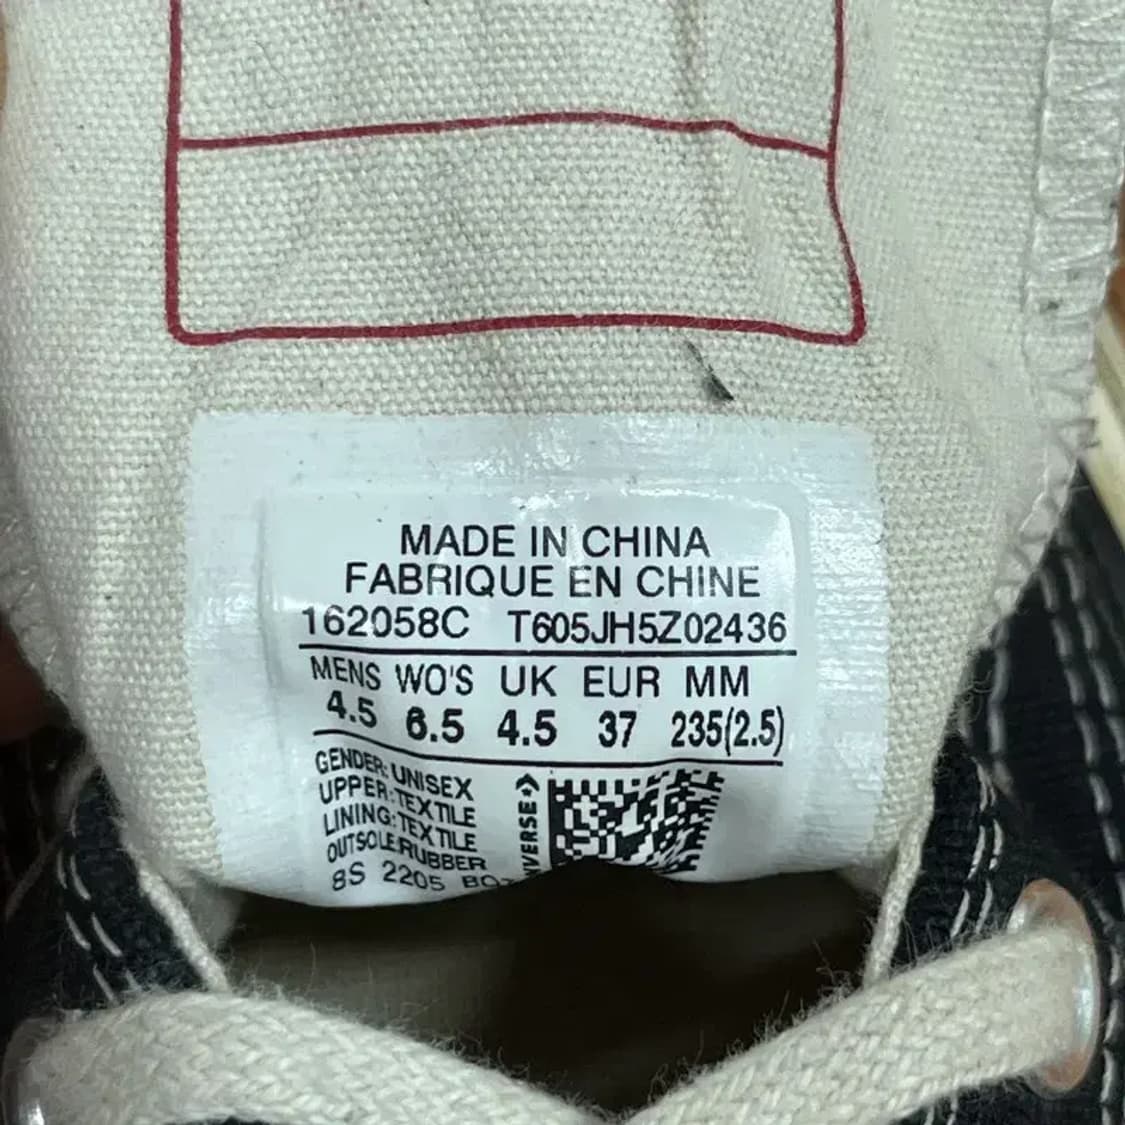 MADE IN CHINA
FABRIQUE EN CHINE
162058C T605JH5Z02436
MENS WO'S UK EUR MM
4.5 6.5 4.5 37 235(2.5)
GENDER: UNISEX
UPPER:TEXTILE
LINING:TEXTILE
OUTSOLE:RUBBER
8S 2205